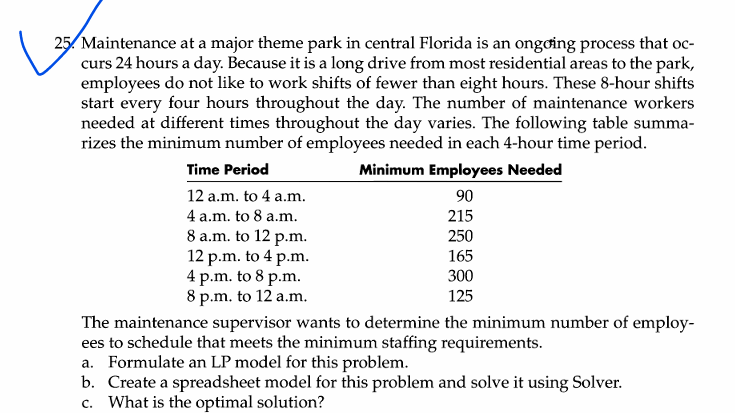 25. Maintenance at a major theme park in central Florida is an ongoing process that oc-
curs 24 hours a day. Because it is a long drive from most residential areas to the park,
employees do not like to work shifts of fewer than eight hours. These 8-hour shifts
start every four hours throughout the day. The number of maintenance workers
needed at different times throughout the day varies. The following table summa-
rizes the minimum number of employees needed in each 4-hour time period.
Time Period Minimum Employees Needed
12 a.m. to 4 a.m. 90
4 a.m. to 8 a.m. 215
8 a.m. to 12 p.m. 250
12 p.m. to 4 p.m. 165
4 p.m. to 8 p.m. 300
8 p.m. to 12 a.m. 125
The maintenance supervisor wants to determine the minimum number of employ-
ees to schedule that meets the minimum staffing requirements.
a. Formulate an LP model for this problem.
b. Create a spreadsheet model for this problem and solve it using Solver.
c. What is the optimal solution?